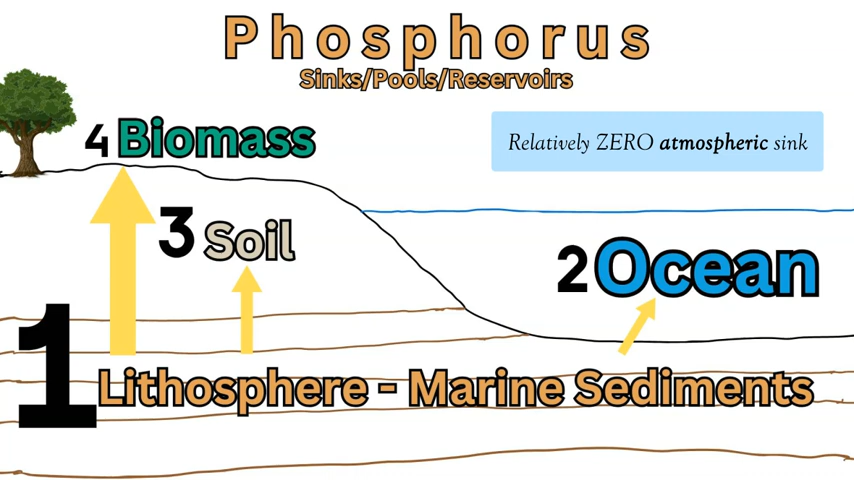 Phosphorus
Sinks/Pools/Reservoirs
4 Biomass
Relatively ZERO atmospheric sink
3 Soil
2 Ocean
1 Lithosphere - Marine Sediments